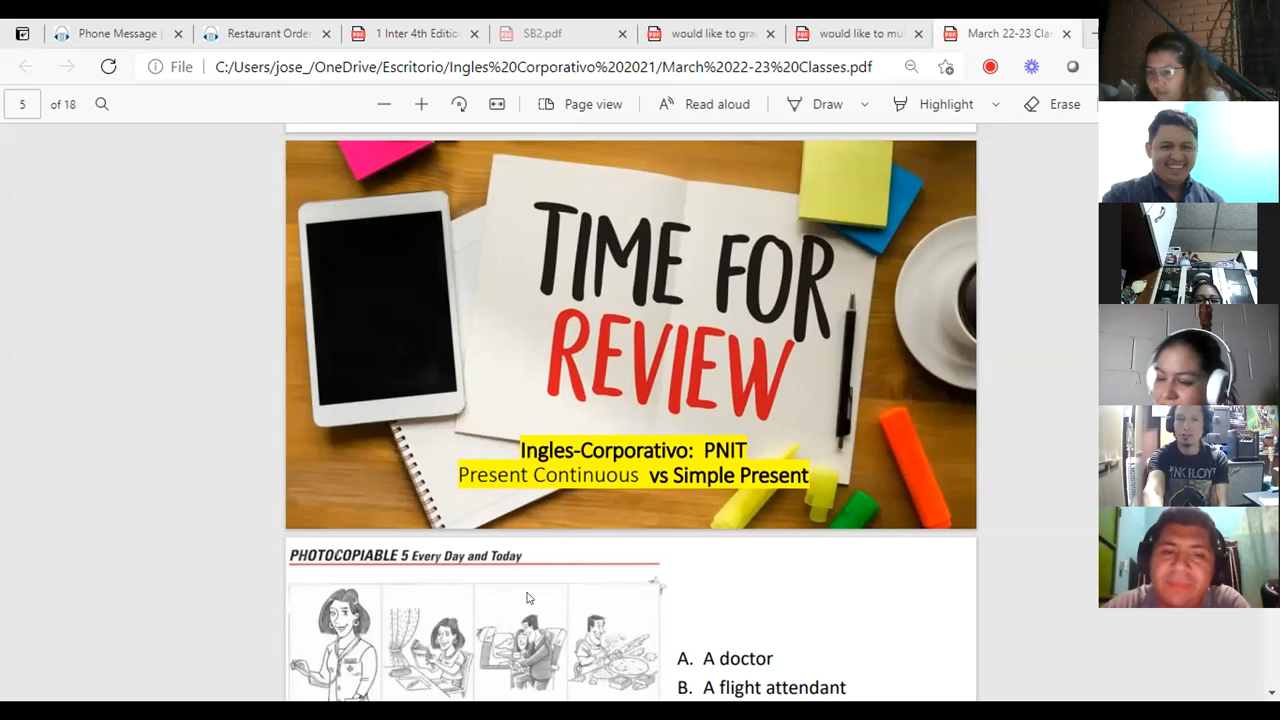 Phone Message
Restaurant Orde
1 Inter 4th Editio
SB2.pdf
would like to gra
would like to mu
March 22-23 Clas
File
C:/Users/jose_/OneDrive/Escritorio/Ingles%20Corporativo%202021/March%2022-23%20Classes.pdf
5
of 18
Page view
Read aloud
Draw
Highlight
Erase
TIME FOR
REVIEW
Ingles-Corporativo: PNIT
Present Continuous vs Simple Present
PHOTOCOPIABLE 5 Every Day and Today
A. A doctor
B. A flight attendant